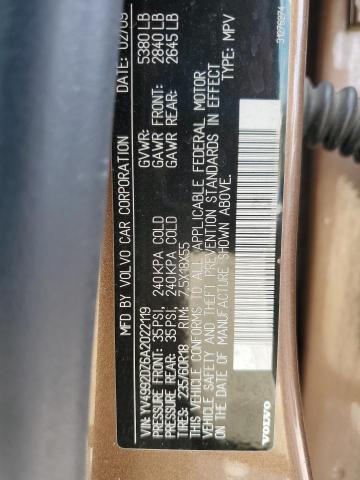 MFD BY VOLVO CAR CORPORATION DATE: 02/09
GVWR: 5380 LB
GAWR FRONT: 2840 LB
GAWR REAR: 2645 LB
VIN: YV4992DZ6A2022119
PRESSURE FRONT: 35 PSI, 240 KPA COLD
PRESSURE REAR: 35 PSI, 240 KPA COLD
TIRES: 235/60R18 RIM: 7.5X18X55 TYPE: MPV
THIS VEHICLE CONFORMS TO ALL APPLICABLE FEDERAL MOTOR
VEHICLE SAFETY AND THEFT PREVENTION STANDARDS IN EFFECT
ON THE DATE OF MANUFACTURE SHOWN ABOVE.
VOLVO
31276274